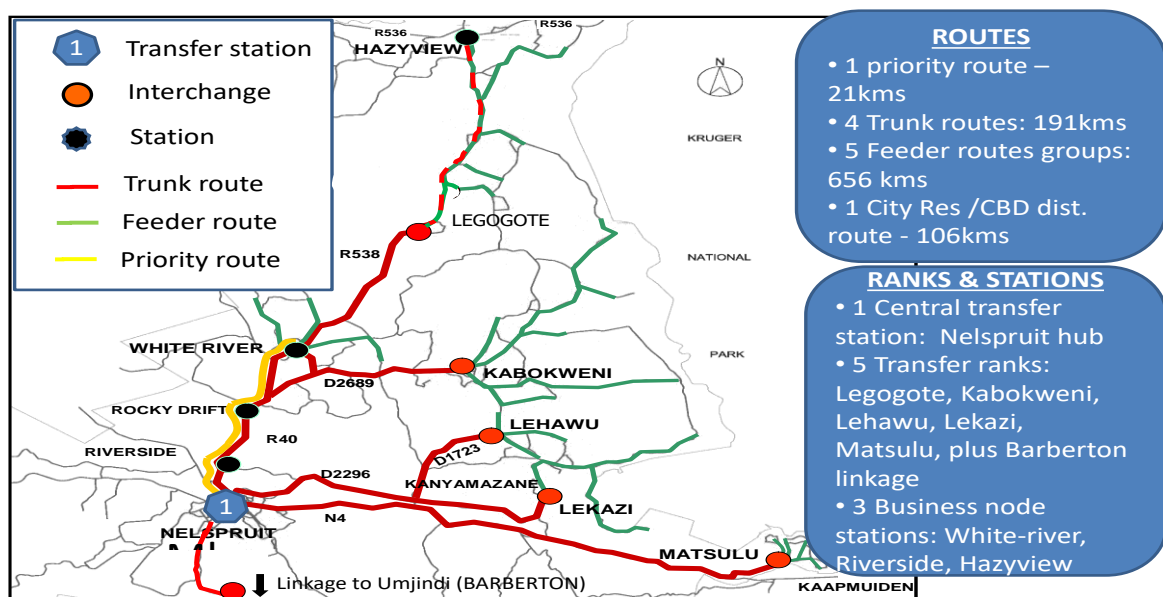 1 Transfer station
Interchange
Station
Trunk route
Feeder route
Priority route
R536
R536
HAZYVIEW
N
KRUGER
LEGOGOTE
R538
NATIONAL
WHITE RIVER
PARK
KABOKWENI
D2689
ROCKY DRIFT
LEHAWU
R40
RIVERSIDE
D1723
D2296
KANYAMAZANE
1
LEKAZI
N4
NELSPRUIT
MATSULU
Linkage to Umjindi (BARBERTON)
KAAPMUIDEN
ROUTES
• 1 priority route –
21kms
• 4 Trunk routes: 191kms
• 5 Feeder routes groups:
656 kms
• 1 City Res /CBD dist.
route - 106kms
RANKS & STATIONS
• 1 Central transfer
station: Nelspruit hub
• 5 Transfer ranks:
Legogote, Kabokweni,
Lehawu, Lekazi,
Matsulu, plus Barberton
linkage
• 3 Business node
stations: White-river,
Riverside, Hazyview